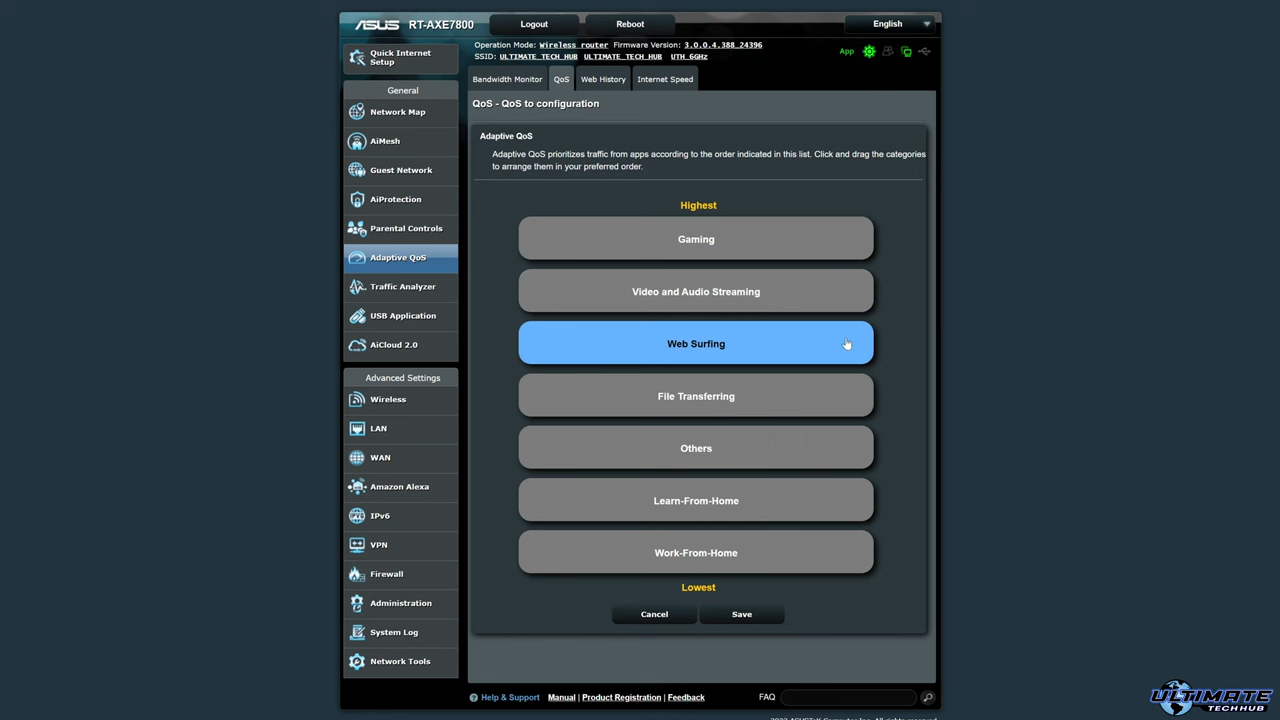 ASUS RT-AXE7800 Logout Reboot English
Operation Mode: Wireless router Firmware Version: 3.0.0.4.388_24396
SSID: ULTIMATE_TECH_HUB ULTIMATE_TECH_HUB UTH_6GHz
App
Quick Internet
Setup
General
Network Map
AiMesh
Guest Network
AiProtection
Parental Controls
Adaptive QoS
Traffic Analyzer
USB Application
AiCloud 2.0
Advanced Settings
Wireless
LAN
WAN
Amazon Alexa
IPv6
VPN
Firewall
Administration
System Log
Network Tools
Bandwidth Monitor QoS Web History Internet Speed
QoS - QoS to configuration
Adaptive QoS
Adaptive QoS prioritizes traffic from apps according to the order indicated in this list. Click and drag the categories
to arrange them in your preferred order.
Highest
Gaming
Video and Audio Streaming
Web Surfing
File Transferring
Others
Learn-From-Home
Work-From-Home
Lowest
Cancel Save
Help & Support Manual | Product Registration | Feedback FAQ
ULTIMATE
TECHHUB